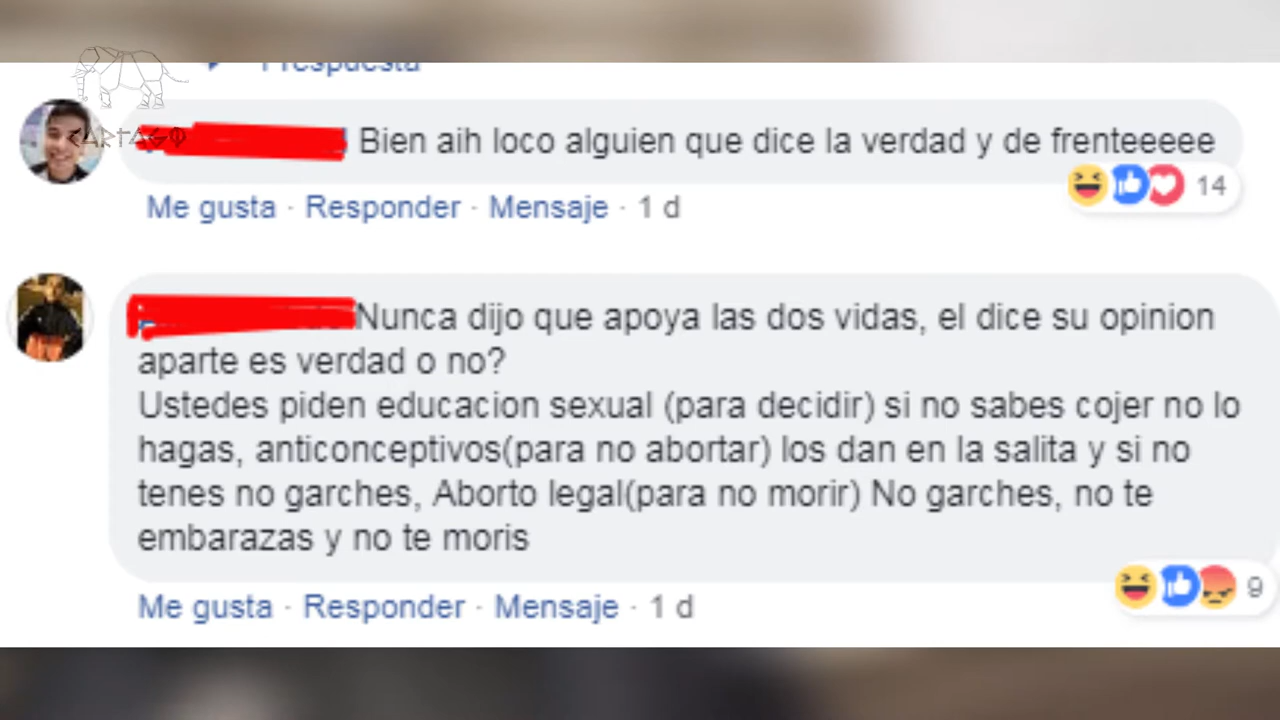 respuesta
CARTAGO
Bien aih loco alguien que dice la verdad y de frenteeeee
14
Me gusta · Responder · Mensaje · 1 d
Nunca dijo que apoya las dos vidas, el dice su opinion
aparte es verdad o no?
Ustedes piden educacion sexual (para decidir) si no sabes cojer no lo
hagas, anticonceptivos(para no abortar) los dan en la salita y si no
tenes no garches, Aborto legal(para no morir) No garches, no te
embarazas y no te moris
9
Me gusta · Responder · Mensaje · 1 d